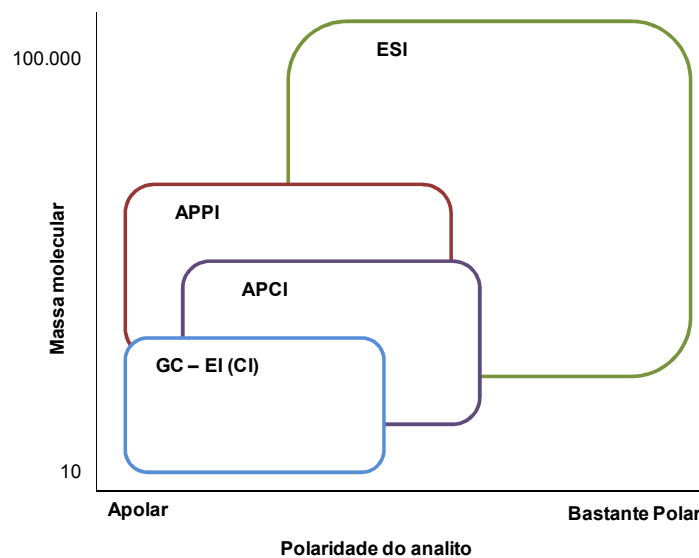 100.000
ESI
APPI
APCI
GC – EI (CI)
Massa molecular
10
Apolar
Bastante Polar
Polaridade do analito